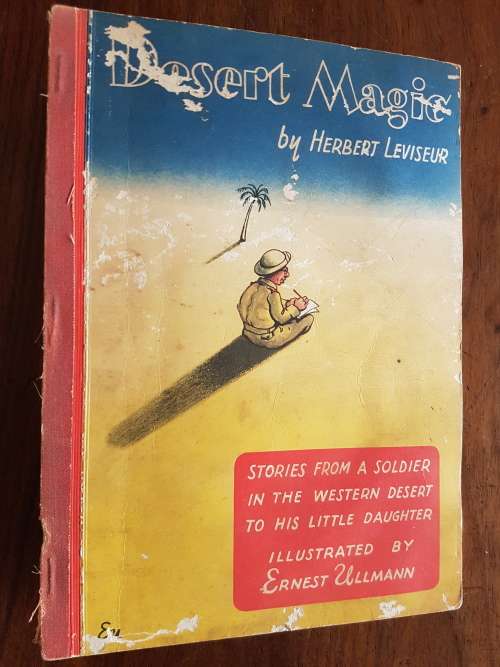 Desert Magic
by HERBERT LEVISEUR
STORIES FROM A SOLDIER
IN THE WESTERN DESERT
TO HIS LITTLE DAUGHTER
ILLUSTRATED BY
ERNEST ULLMANN
Eu